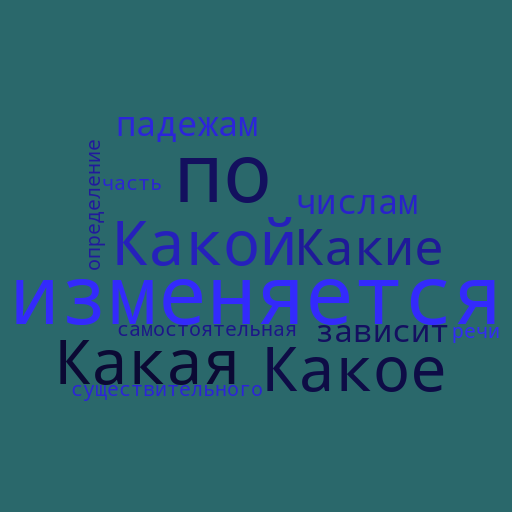 падежам
определение
часть
по
числам
Какой
Какие
изменяется
самостоятельная
зависит
речи
Какая
Какое
существительного